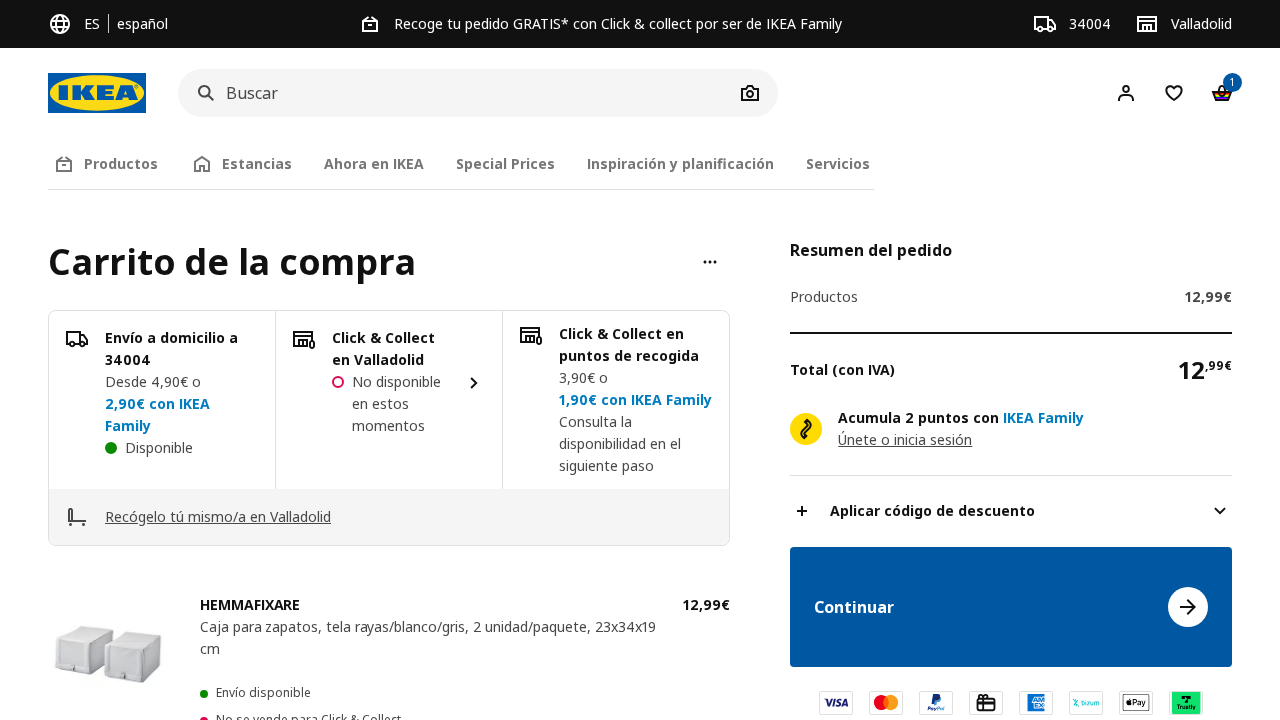 ES español
Recoge tu pedido GRATIS* con Click & collect por ser de IKEA Family
34004
Valladolid
IKEA
Buscar
1
Productos
Estancias
Ahora en IKEA
Special Prices
Inspiración y planificación
Servicios
Carrito de la compra
Envío a domicilio a
34004
Desde 4,90€ o
2,90€ con IKEA
Family
Disponible
Click & Collect
en Valladolid
No disponible
en estos
momentos
Click & Collect en
puntos de recogida
3,90€ o
1,90€ con IKEA Family
Consulta la
disponibilidad en el
siguiente paso
Recógelo tú mismo/a en Valladolid
HEMMAFIXARE
12,99€
Caja para zapatos, tela rayas/blanco/gris, 2 unidad/paquete, 23x34x19
cm
Envío disponible
No se vende para Click & Collect
Resumen del pedido
Productos 12,99€
Total (con IVA) 12,99€
Acumula 2 puntos con IKEA Family
Únete o inicia sesión
Aplicar código de descuento
Continuar
VISA
PayPal
AM
EX
bizum
Pay
Trustly